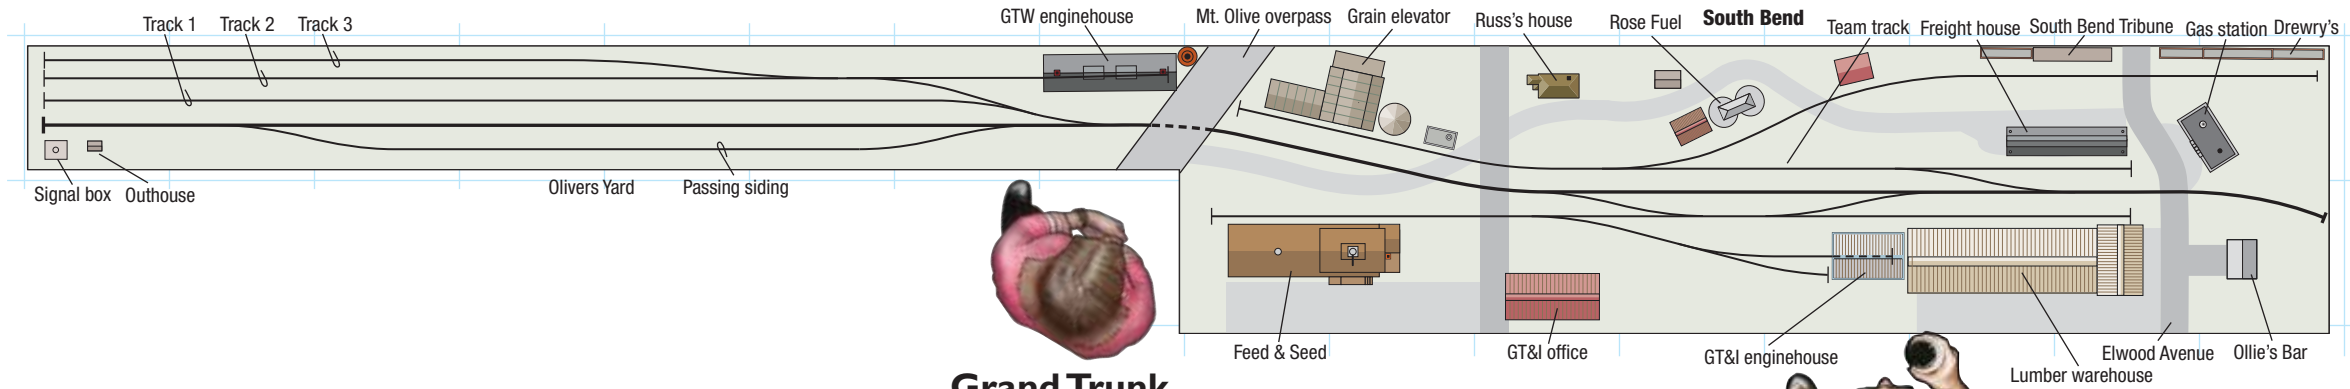 Track 1
Track 2
Track 3
GTW enginehouse
Mt. Olive overpass
Grain elevator
Russ's house
Rose Fuel
South Bend
Team track
Freight house
South Bend Tribune
Gas station
Drewry's
Signal box
Outhouse
Olivers Yard
Passing siding
Feed & Seed
GT&I office
GT&I enginehouse
Lumber warehouse
Elwood Avenue
Ollie's Bar
Grand Trunk